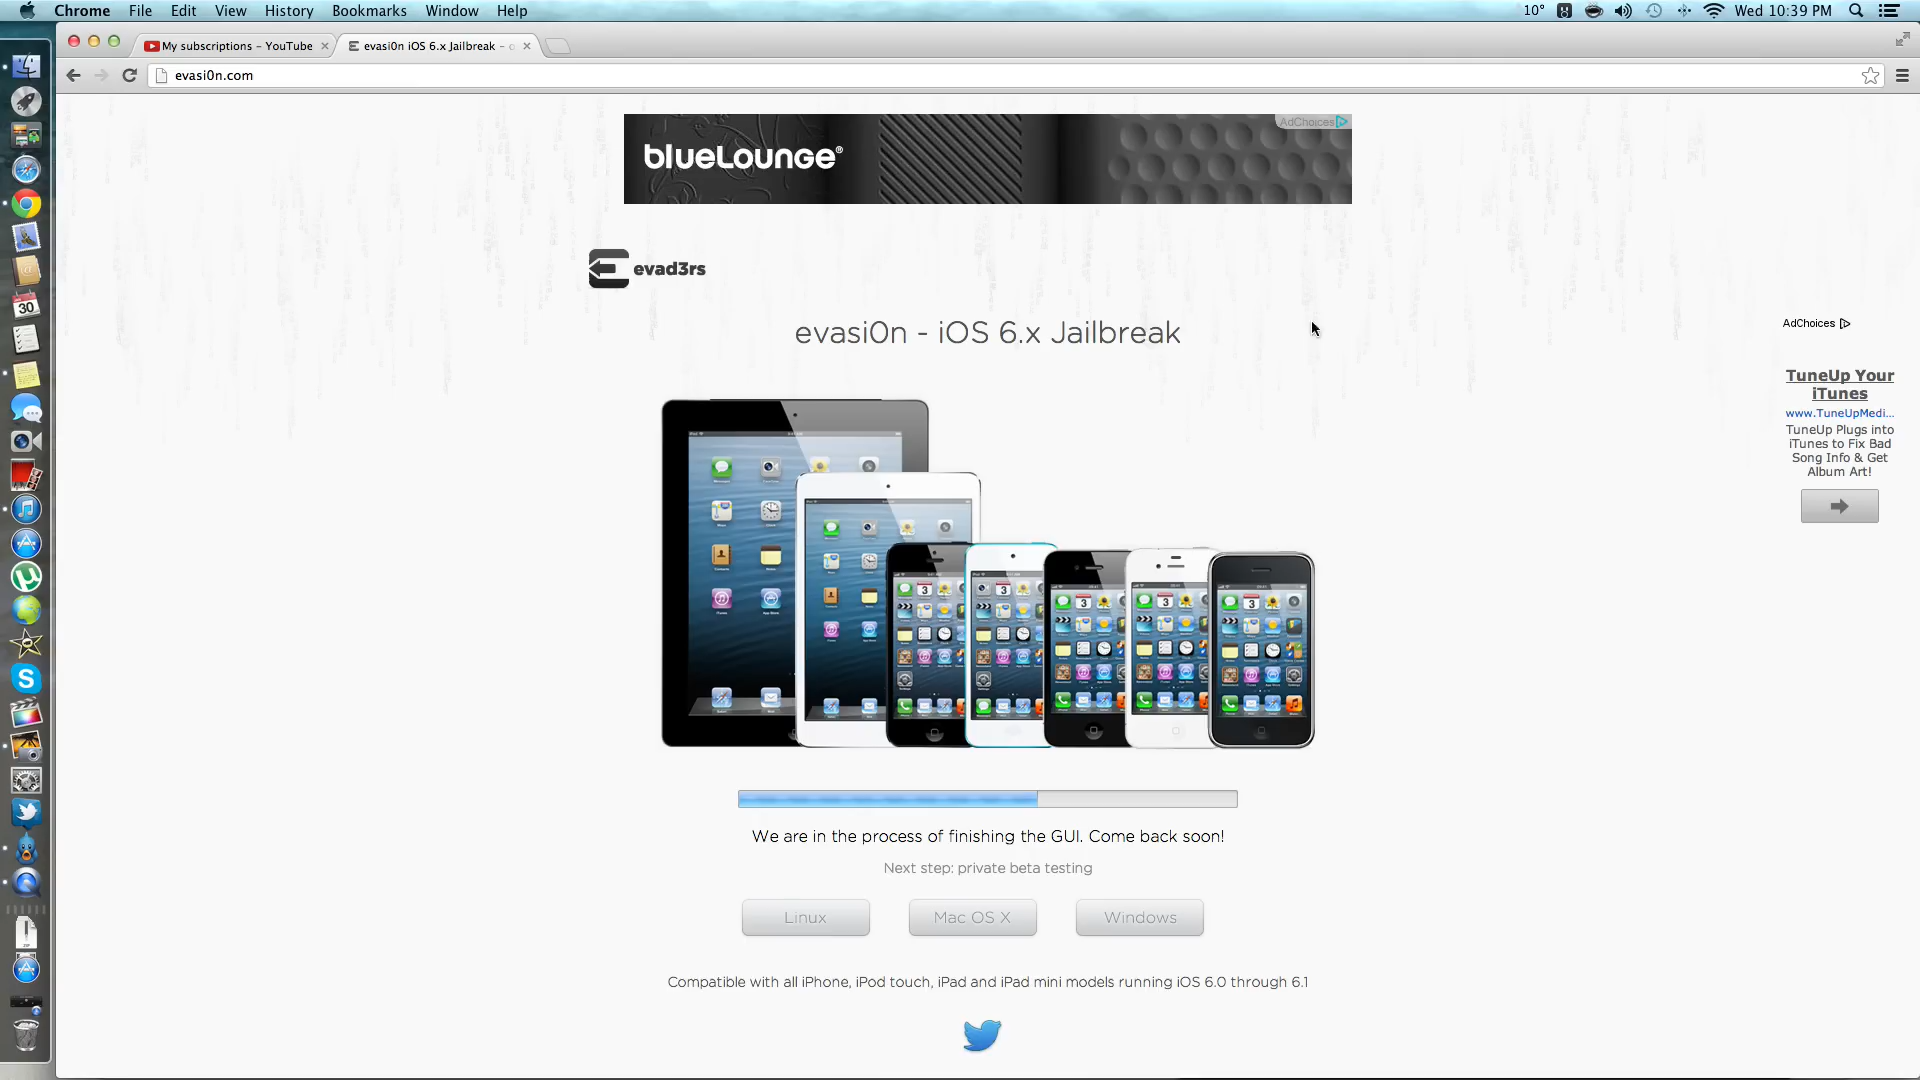 Chrome File Edit View History Bookmarks Window Help
10° Wed 10:39 PM
My subscriptions – YouTube
evasi0n iOS 6.x Jailbreak –
evasi0n.com
blueLounge®
AdChoices
evad3rs
evasi0n - iOS 6.x Jailbreak
AdChoices
TuneUp Your
iTunes
www.TuneUpMedi...
TuneUp Plugs into
iTunes to Fix Bad
Song Info & Get
Album Art!
We are in the process of finishing the GUI. Come back soon!
Next step: private beta testing
Linux
Mac OS X
Windows
Compatible with all iPhone, iPod touch, iPad and iPad mini models running iOS 6.0 through 6.1
30